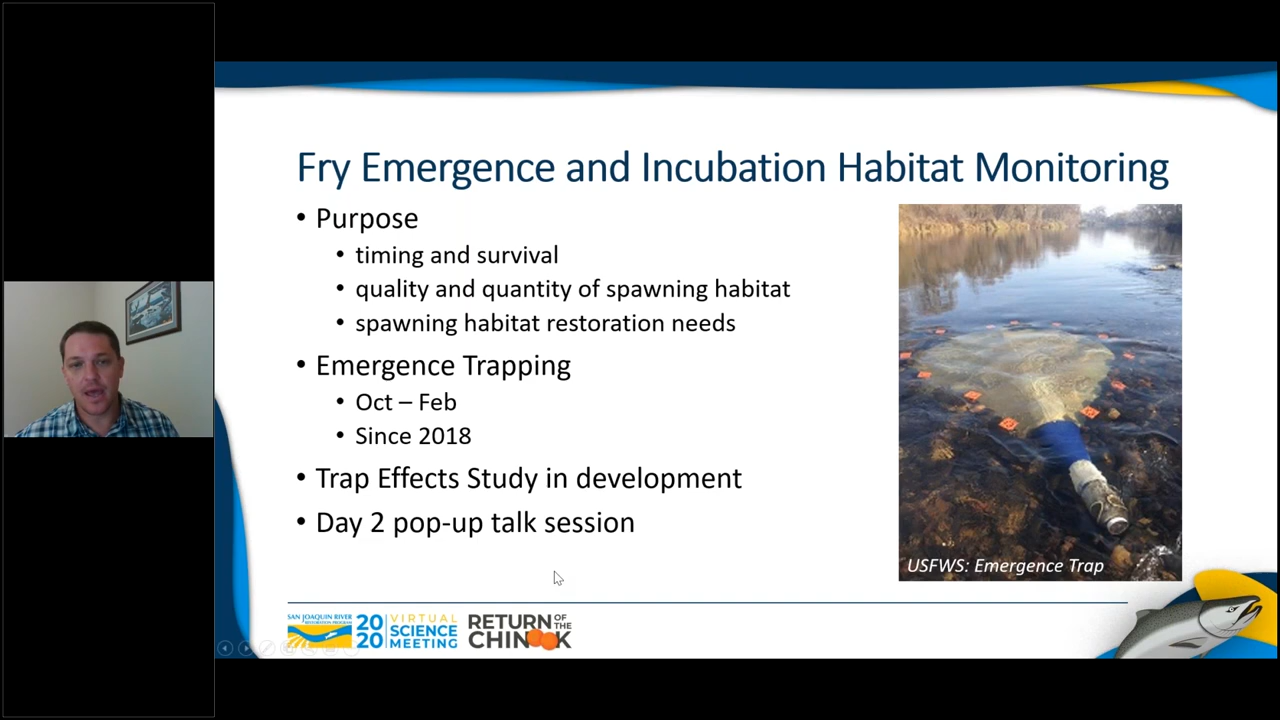 Fry Emergence and Incubation Habitat Monitoring
• Purpose
• timing and survival
• quality and quantity of spawning habitat
• spawning habitat restoration needs
• Emergence Trapping
• Oct – Feb
• Since 2018
• Trap Effects Study in development
• Day 2 pop-up talk session
USFWS: Emergence Trap
SAN JOAQUIN RIVER
RESTORATION PROGRAM
2020
VIRTUAL
SCIENCE
MEETING
RETURN OF THE
CHINOOK